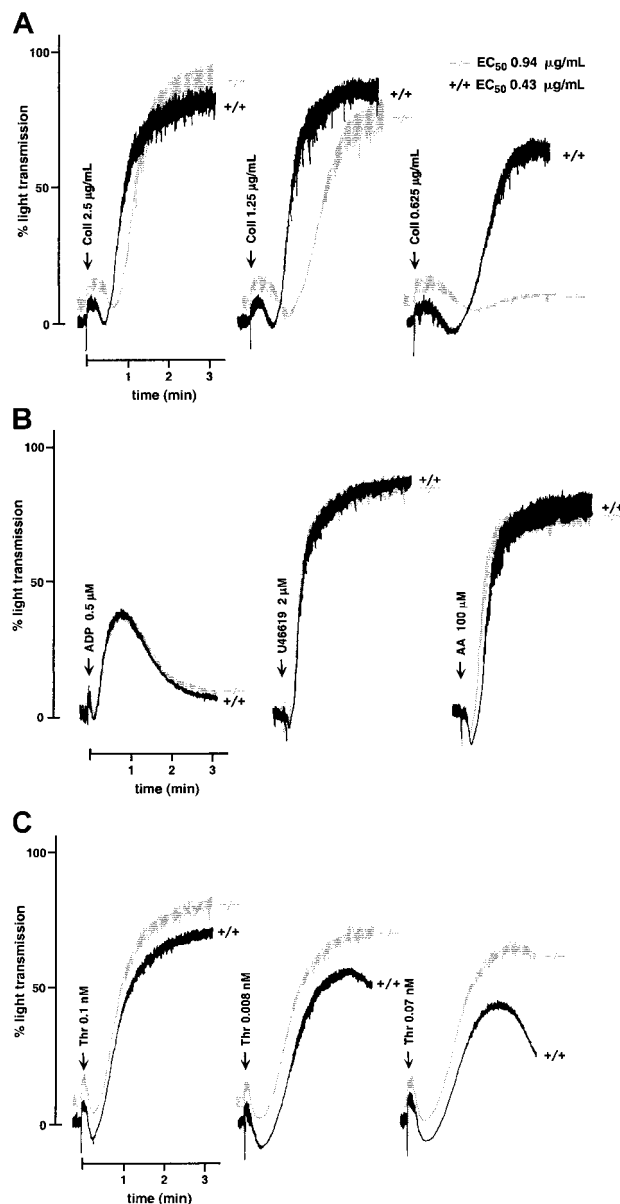 A
100
50
0
% light transmission
Coll 2.5 µg/mL
+/+
Coll 1.25 µg/mL
+/+
Coll 0.625 µg/mL
+/+
-/- EC50 0.94 µg/mL
+/+ EC50 0.43 µg/mL
1 2 3
time (min)
B
100
50
0
% light transmission
ADP 0.5 µM
+/+
U46619 2 µM
+/+
AA 100 µM
+/+
1 2 3
time (min)
C
100
50
0
% light transmission
Thr 0.1 nM
-/-
+/+
Thr 0.008 nM
-/-
+/+
Thr 0.07 nM
-/-
+/+
1 2 3
time (min)